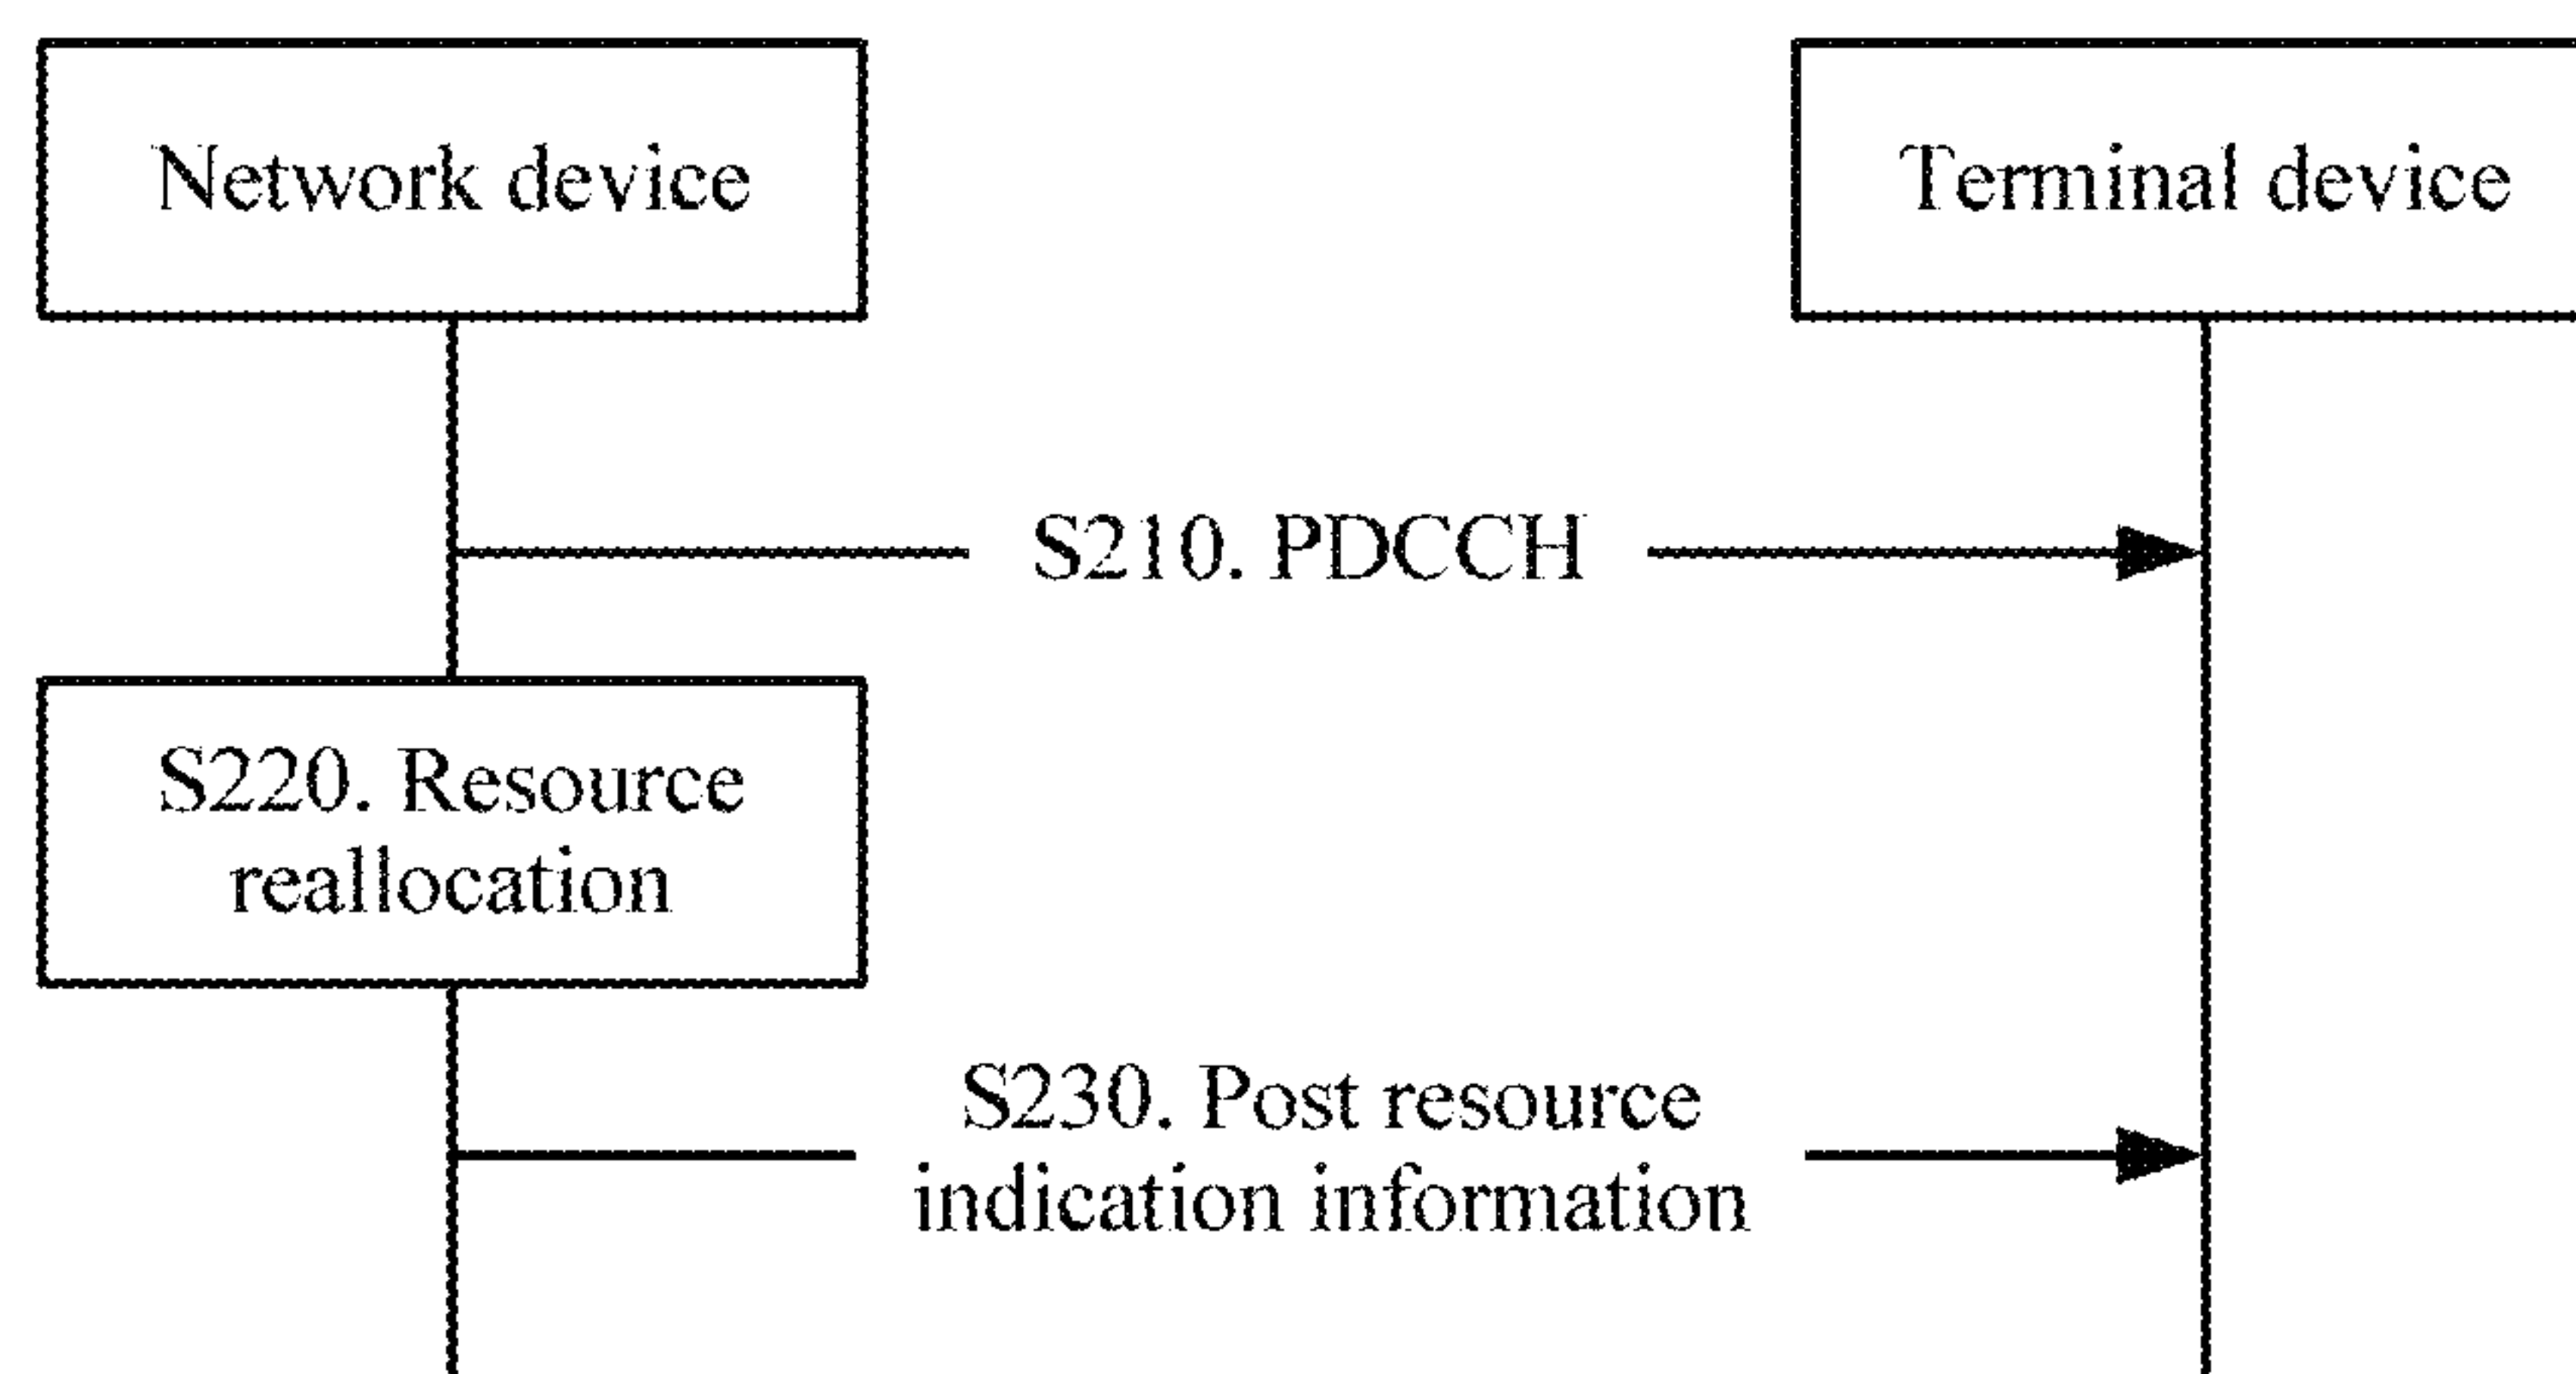 Network device
Terminal device
S210. PDCCH
S220. Resource
reallocation
S230. Post resource
indication information